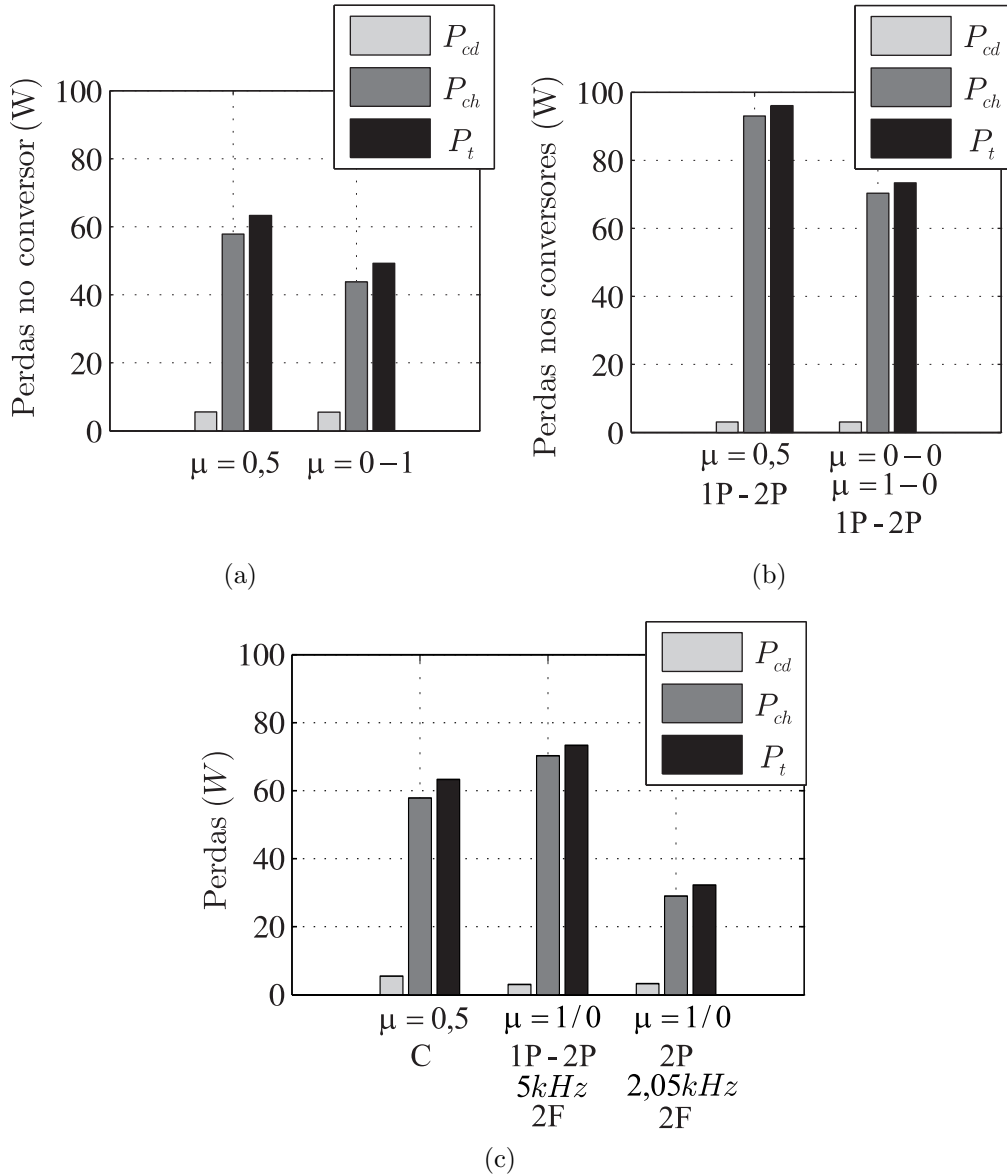 P_cd
P_ch
P_t
Perdas no conversor (W)
100
80
60
40
20
0
μ = 0,5
μ = 0−1
(a)
P_cd
P_ch
P_t
Perdas nos conversores (W)
100
80
60
40
20
0
μ = 0,5
1P - 2P
μ = 0−0
μ = 1−0
1P - 2P
(b)
P_cd
P_ch
P_t
Perdas (W)
100
80
60
40
20
0
μ = 0,5
C
μ = 1/0
1P - 2P
5kHz
2F
μ = 1/0
2P
2,05kHz
2F
(c)